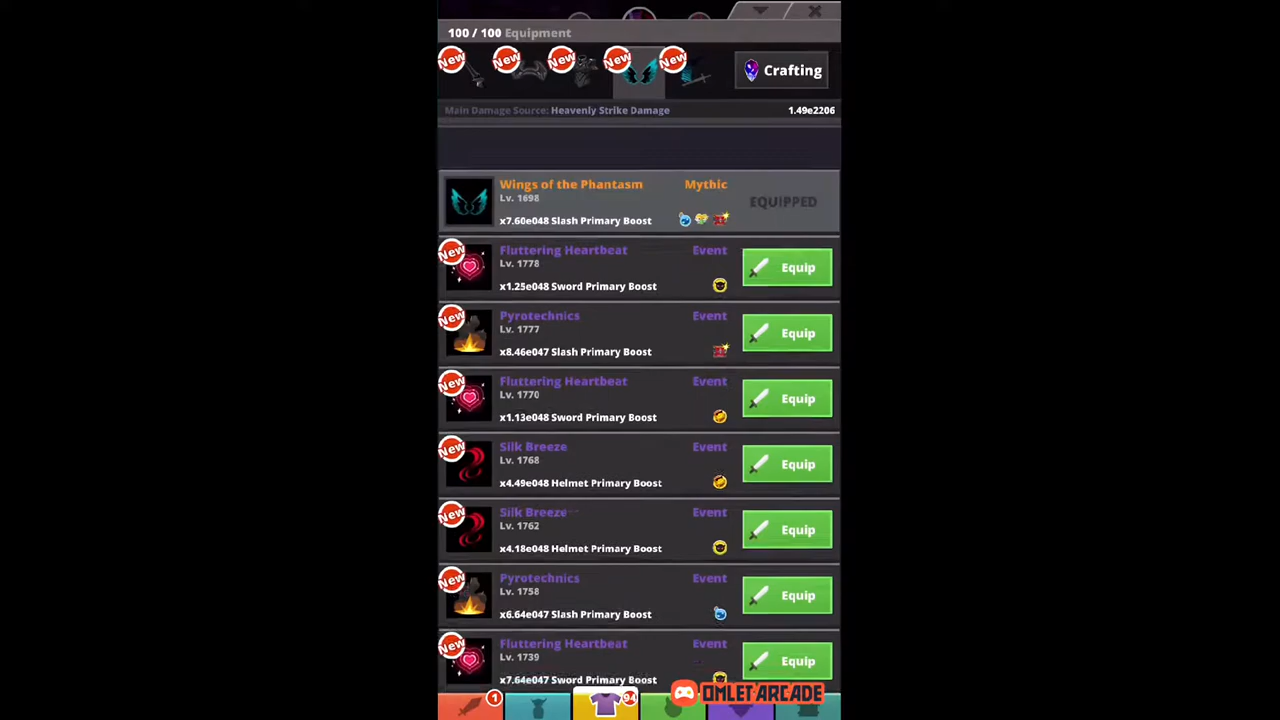 100 / 100 Equipment
New New New New New
Crafting
Main Damage Source: Heavenly Strike Damage 1.49e2206
Wings of the Phantasm Mythic
Lv. 1698
EQUIPPED
x7.60e048 Slash Primary Boost
New
Fluttering Heartbeat Event
Lv. 1778
Equip
x1.25e048 Sword Primary Boost
New
Pyrotechnics Event
Lv. 1777
Equip
x8.46e047 Slash Primary Boost
New
Fluttering Heartbeat Event
Lv. 1770
Equip
x1.13e048 Sword Primary Boost
New
Silk Breeze Event
Lv. 1768
Equip
x4.49e048 Helmet Primary Boost
New
Silk Breeze Event
Lv. 1762
Equip
x4.18e048 Helmet Primary Boost
New
Pyrotechnics Event
Lv. 1758
Equip
x6.64e047 Slash Primary Boost
New
Fluttering Heartbeat Event
Lv. 1739
Equip
x7.64e047 Sword Primary Boost
1
94
OMLET ARCADE